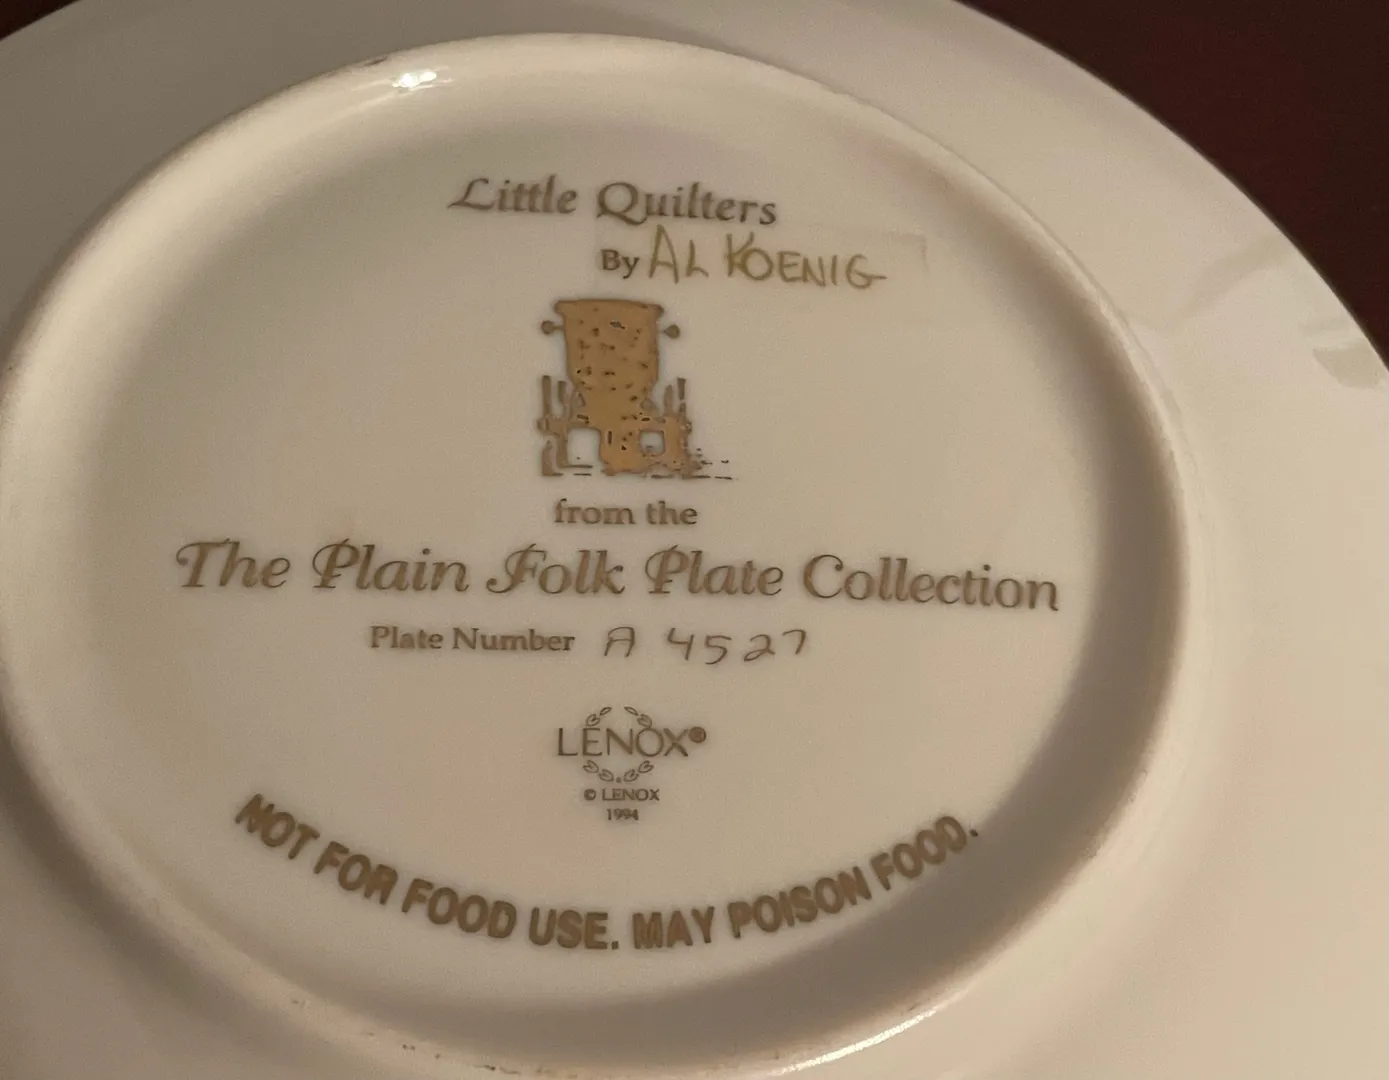 Little Quilters
By AL KOENIG
from the
The Plain Folk Plate Collection
Plate Number A 4527
LENOX®
© LENOX
1994
NOT FOR FOOD USE. MAY POISON FOOD.